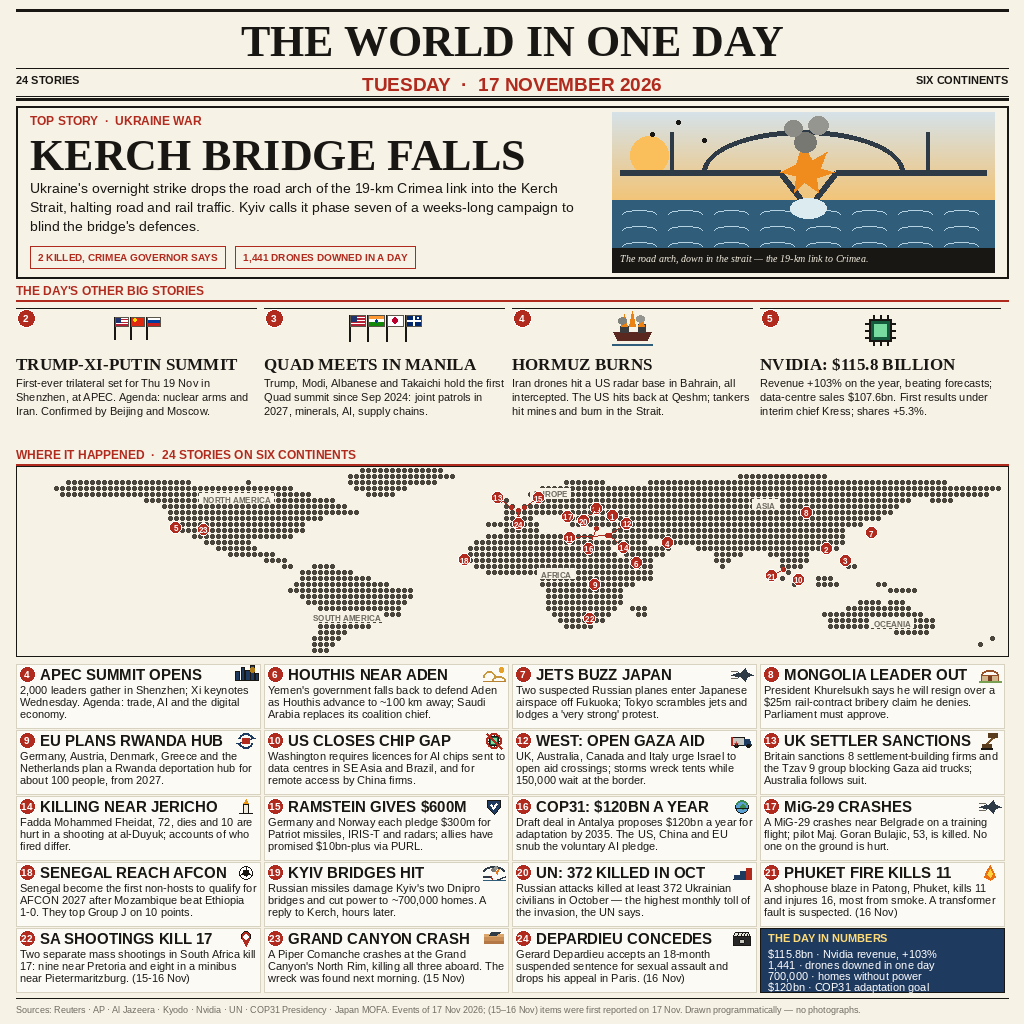 THE WORLD IN ONE DAY
24 STORIES
TUESDAY · 17 NOVEMBER 2026
SIX CONTINENTS
TOP STORY · UKRAINE WAR
KERCH BRIDGE FALLS
Ukraine's overnight strike drops the road arch of the 19-km Crimea link into the Kerch
Strait, halting road and rail traffic. Kyiv calls it phase seven of a weeks-long campaign to
blind the bridge's defences.
2 KILLED, CRIMEA GOVERNOR SAYS
1,441 DRONES DOWNED IN A DAY
The road arch, down in the strait — the 19-km link to Crimea.
THE DAY'S OTHER BIG STORIES
2
TRUMP-XI-PUTIN SUMMIT
First-ever trilateral set for Thu 19 Nov in
Shenzhen, at APEC. Agenda: nuclear arms and
Iran. Confirmed by Beijing and Moscow.
3
QUAD MEETS IN MANILA
Trump, Modi, Albanese and Takaichi hold the first
Quad summit since Sep 2024: joint patrols in
2027, minerals, AI, supply chains.
4
HORMUZ BURNS
Iran drones hit a US radar base in Bahrain, all
intercepted. The US hits back at Qeshm; tankers
hit mines and burn in the Strait.
5
NVIDIA: $115.8 BILLION
Revenue +103% on the year, beating forecasts;
data-centre sales $107.6bn. First results under
interim chief Kress; shares +5.3%.
WHERE IT HAPPENED · 24 STORIES ON SIX CONTINENTS
NORTH AMERICA
ROPE
ASIA
AFRICA
SOUTH AMERICA
OCEANIA
13
15
17
20
1
12
24
5
23
11
19
14
4
6
18
9
22
8
7
2
3
21
10
4 APEC SUMMIT OPENS
2,000 leaders gather in Shenzhen; Xi keynotes
Wednesday. Agenda: trade, AI and the digital
economy.
6 HOUTHIS NEAR ADEN
Yemen's government falls back to defend Aden
as Houthis advance to ~100 km away; Saudi
Arabia replaces its coalition chief.
7 JETS BUZZ JAPAN
Two suspected Russian planes enter Japanese
airspace off Fukuoka; Tokyo scrambles jets and
lodges a 'very strong' protest.
8 MONGOLIA LEADER OUT
President Khurelsukh says he will resign over a
$25m rail-contract bribery claim he denies.
Parliament must approve.
9 EU PLANS RWANDA HUB
Germany, Austria, Denmark, Greece and the
Netherlands plan a Rwanda deportation hub for
about 100 people, from 2027.
10 US CLOSES CHIP GAP
Washington requires licences for AI chips sent to
data centres in SE Asia and Brazil, and for
remote access by China firms.
12 WEST: OPEN GAZA AID
UK, Australia, Canada and Italy urge Israel to
open aid crossings; storms wreck tents while
150,000 wait at the border.
13 UK SETTLER SANCTIONS
Britain sanctions 8 settlement-building firms and
the Tzav 9 group blocking Gaza aid trucks;
Australia follows suit.
14 KILLING NEAR JERICHO
Fadda Mohammed Fheidat, 72, dies and 10 are
hurt in a shooting at al-Duyuk; accounts of who
fired differ.
15 RAMSTEIN GIVES $600M
Germany and Norway each pledge $300m for
Patriot missiles, IRIS-T and radars; allies have
promised $10bn-plus via PURL.
16 COP31: $120BN A YEAR
Draft deal in Antalya proposes $120bn a year for
adaptation by 2035. The US, China and EU
snub the voluntary AI pledge.
17 MiG-29 CRASHES
A MiG-29 crashes near Belgrade on a training
flight; pilot Maj. Goran Bulajic, 53, is killed. No
one on the ground is hurt.
18 SENEGAL REACH AFCON
Senegal become the first non-hosts to qualify for
AFCON 2027 after Mozambique beat Ethiopia
1-0. They top Group J on 10 points.
19 KYIV BRIDGES HIT
Russian missiles damage Kyiv's two Dnipro
bridges and cut power to ~700,000 homes. A
reply to Kerch, hours later.
20 UN: 372 KILLED IN OCT
Russian attacks killed at least 372 Ukrainian
civilians in October — the highest monthly toll of
the invasion, the UN says.
21 PHUKET FIRE KILLS 11
A shophouse blaze in Patong, Phuket, kills 11
and injures 16, most from smoke. A transformer
fault is suspected. (16 Nov)
22 SA SHOOTINGS KILL 17
Two separate mass shootings in South Africa kill
17: nine near Pretoria and eight in a minibus
near Pietermaritzburg. (15-16 Nov)
23 GRAND CANYON CRASH
A Piper Comanche crashes at the Grand
Canyon's North Rim, killing all three aboard. The
wreck was found next morning. (15 Nov)
24 DEPARDIEU CONCEDES
Gerard Depardieu accepts an 18-month
suspended sentence for sexual assault and
drops his appeal in Paris. (16 Nov)
THE DAY IN NUMBERS
$115.8bn · Nvidia revenue, +103%
1,441 · drones downed in one day
700,000 · homes without power
$120bn · COP31 adaptation goal
Sources: Reuters · AP · Al Jazeera · Kyodo · Nvidia · UN · COP31 Presidency · Japan MOFA. Events of 17 Nov 2026; (15–16 Nov) items were first reported on 17 Nov. Drawn programmatically — no photographs.